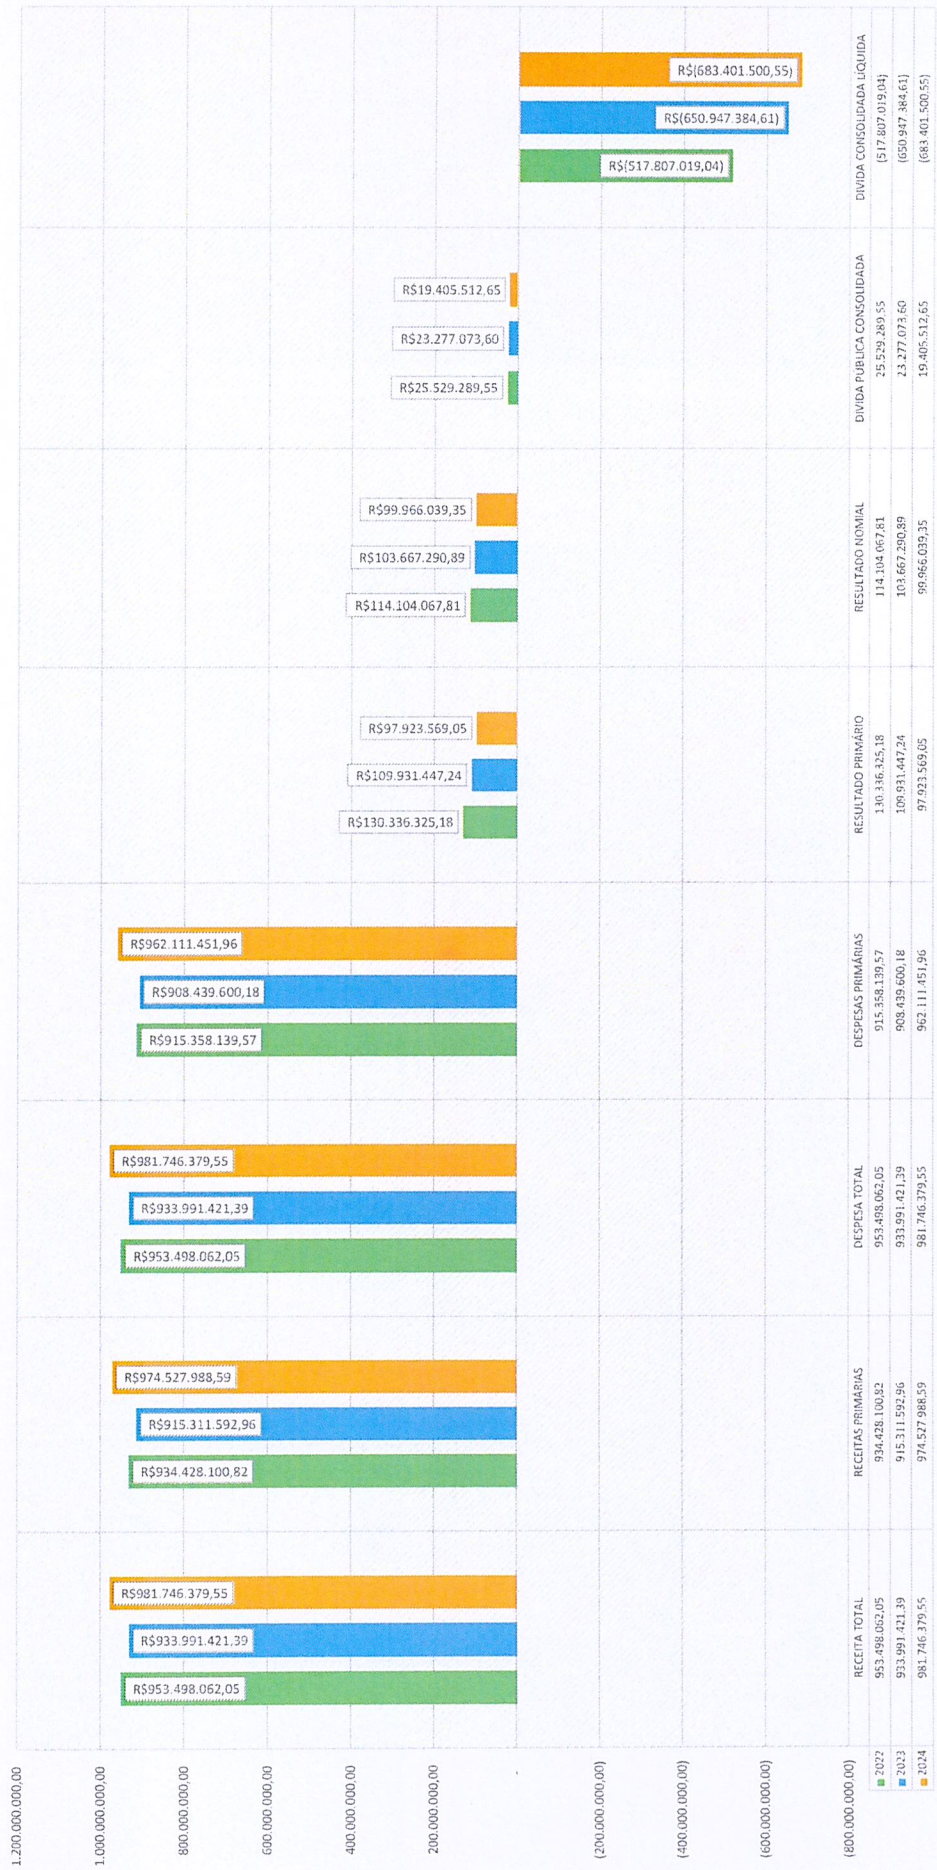 1.200.000.000,00
1.000.000.000,00
800.000.000,00
600.000.000,00
400.000.000,00
200.000.000,00
-
(200.000.000,00)
(400.000.000,00)
(600.000.000,00)
(800.000.000,00)
R$953.498.062,05
R$933.991.421,39
R$981.746.379,55
R$934.428.100,82
R$915.311.592,96
R$974.527.988,59
R$953.498.062,05
R$933.991.421,39
R$981.746.379,55
R$915.358.139,57
R$908.439.600,18
R$962.111.451,96
R$130.336.325,18
R$109.931.447,24
R$97.923.569,05
R$114.104.067,81
R$103.667.290,89
R$99.966.039,35
R$25.529.289,55
R$23.277.073,60
R$19.405.512,65
R$(517.807.019,04)
R$(650.947.384,61)
R$(683.401.500,55)
RECEITA TOTAL RECEITAS PRIMÁRIAS DESPESA TOTAL DESPESAS PRIMÁRIAS RESULTADO PRIMÁRIO RESULTADO NOMIAL DIVIDA PUBLICA CONSOLIDADA DIVIDA CONSOLIDADA LÍQUIDA
2022 953.498.062,05 934.428.100,82 953.498.062,05 915.358.139,57 130.336.325,18 114.104.067,81 25.529.289,55 (517.807.019,04)
2023 933.991.421,39 915.311.592,96 933.991.421,39 908.439.600,18 109.931.447,24 103.667.290,89 23.277.073,60 (650.947.384,61)
2024 981.746.379,55 974.527.988,59 981.746.379,55 962.111.451,96 97.923.569,05 99.966.039,35 19.405.512,65 (683.401.500,55)